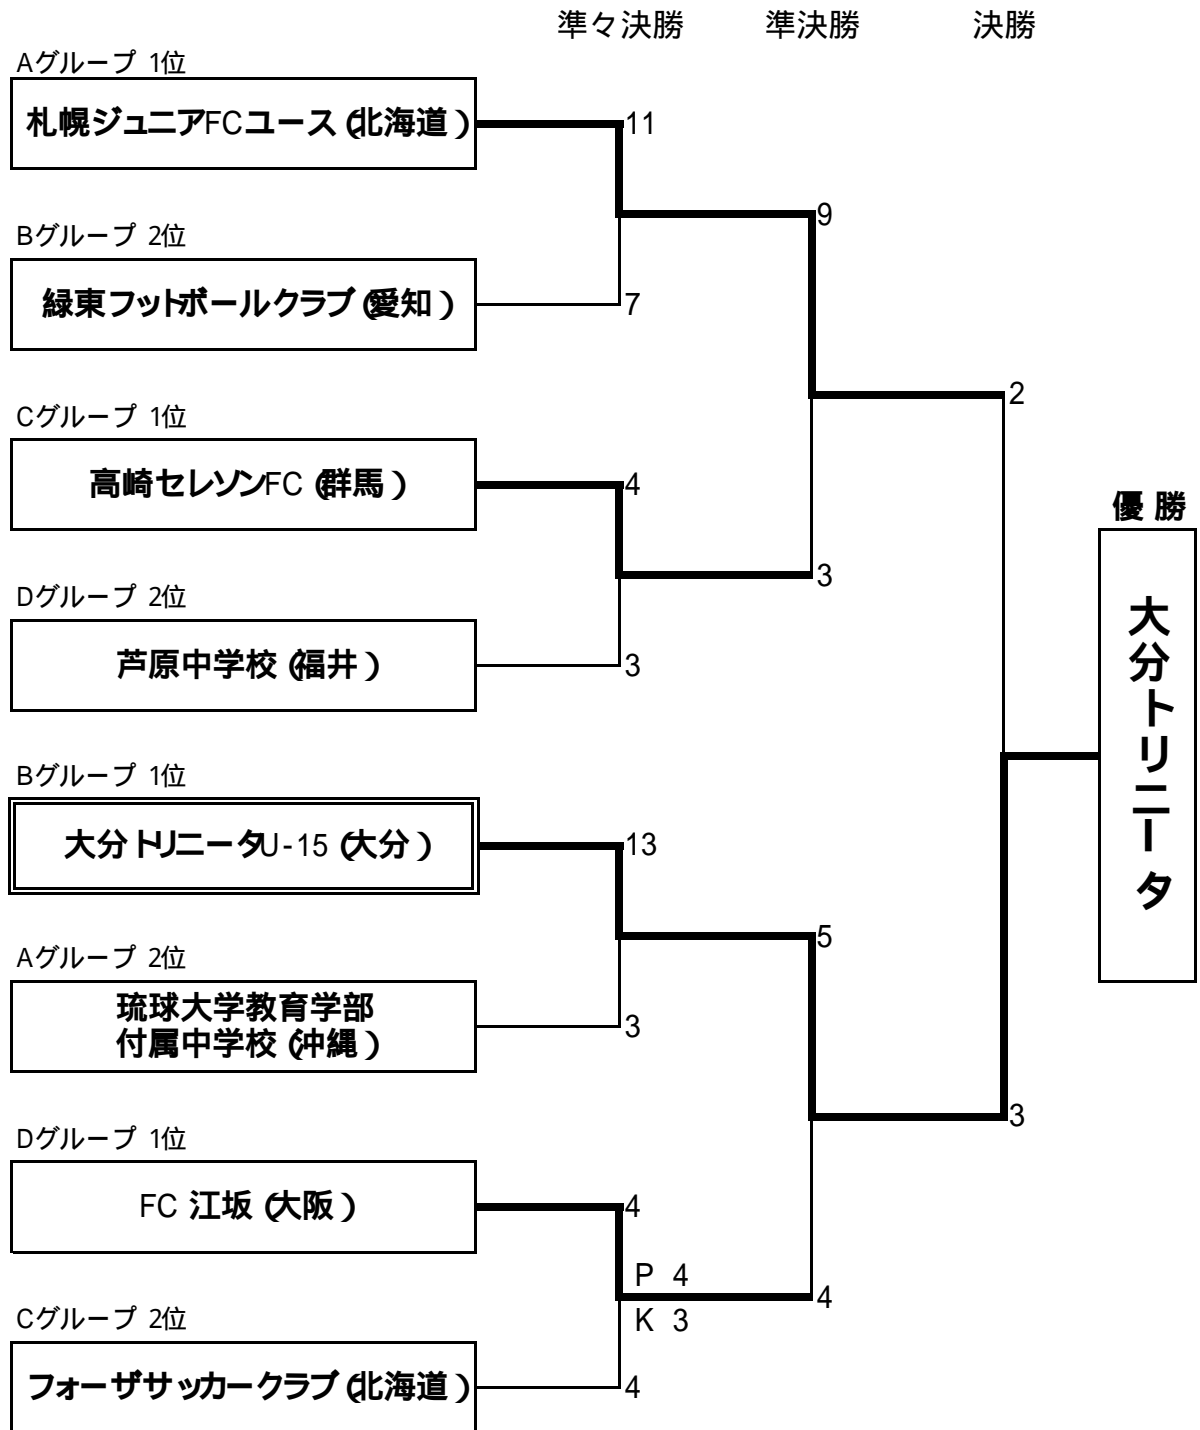 準々決勝 準決勝 決勝
Aグループ 1位
札幌ジュニアFCユース(北海道)
11
9
Bグループ 2位
緑東フットボールクラブ(愛知)
7
2
Cグループ 1位
高崎セレソンFC(群馬)
4
優勝
3
Dグループ 2位
大分トリニータ
芦原中学校(福井)
3
Bグループ 1位
大分トリニータU-15(大分)
13
5
Aグループ 2位
琉球大学教育学部
付属中学校(沖縄)
3
3
Dグループ 1位
FC 江坂(大阪)
4
P 4
4
K 3
Cグループ 2位
フォーザサッカークラブ(北海道)
4